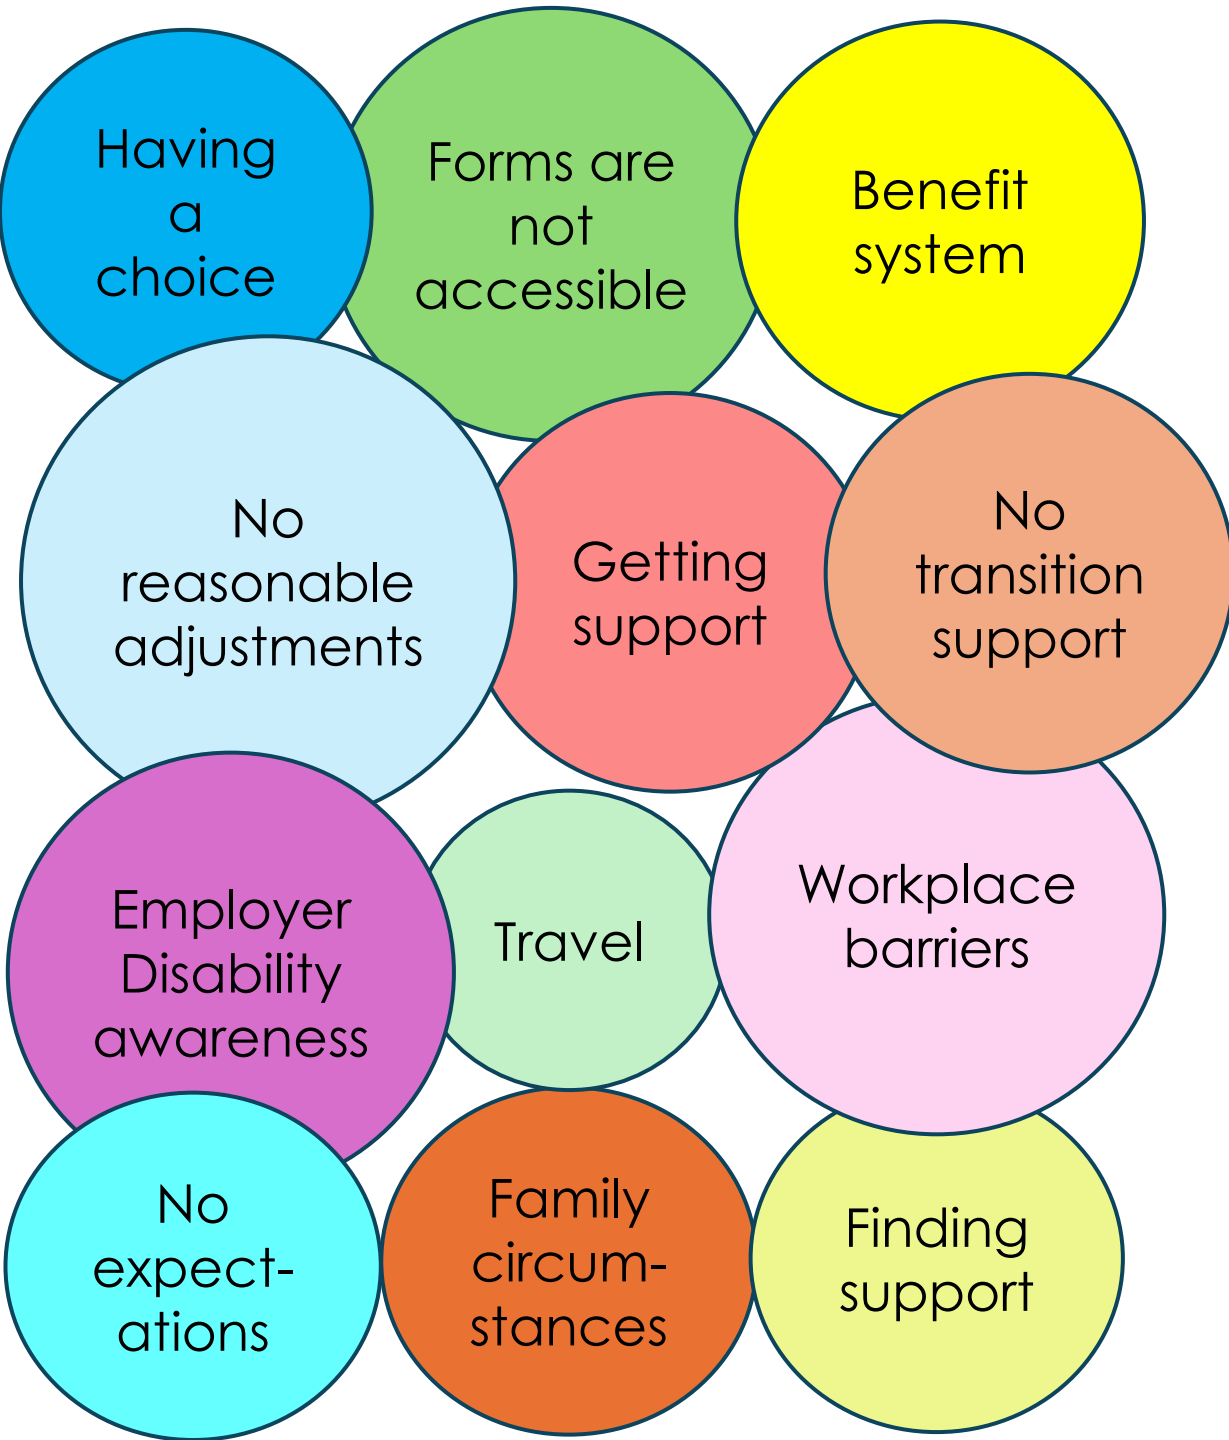 Having
a
choice
Forms are
not
accessible
Benefit
system
No
reasonable
adjustments
Getting
support
No
transition
support
Employer
Disability
awareness
Travel
Workplace
barriers
No
expect-
ations
Family
circum-
stances
Finding
support